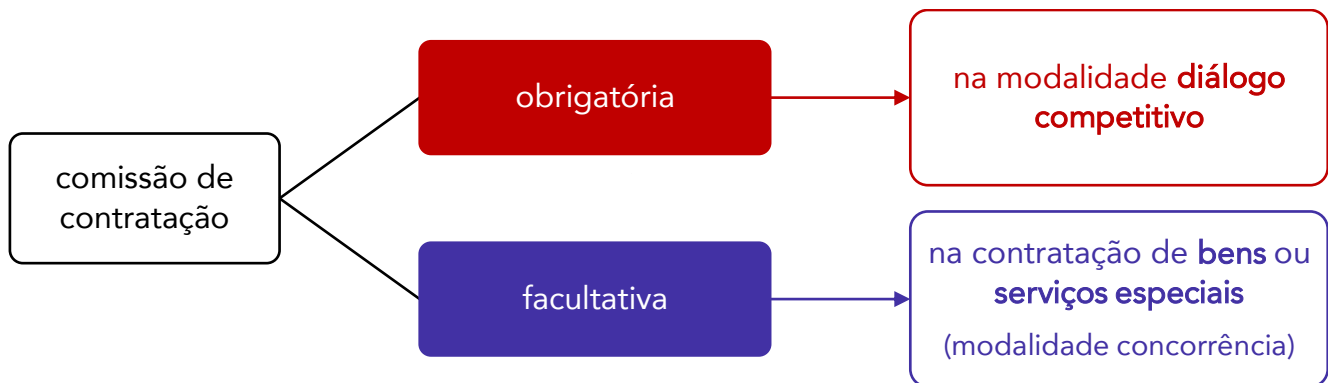 comissão de
contratação
obrigatória
na modalidade diálogo
competitivo
facultativa
na contratação de bens ou
serviços especiais
(modalidade concorrência)